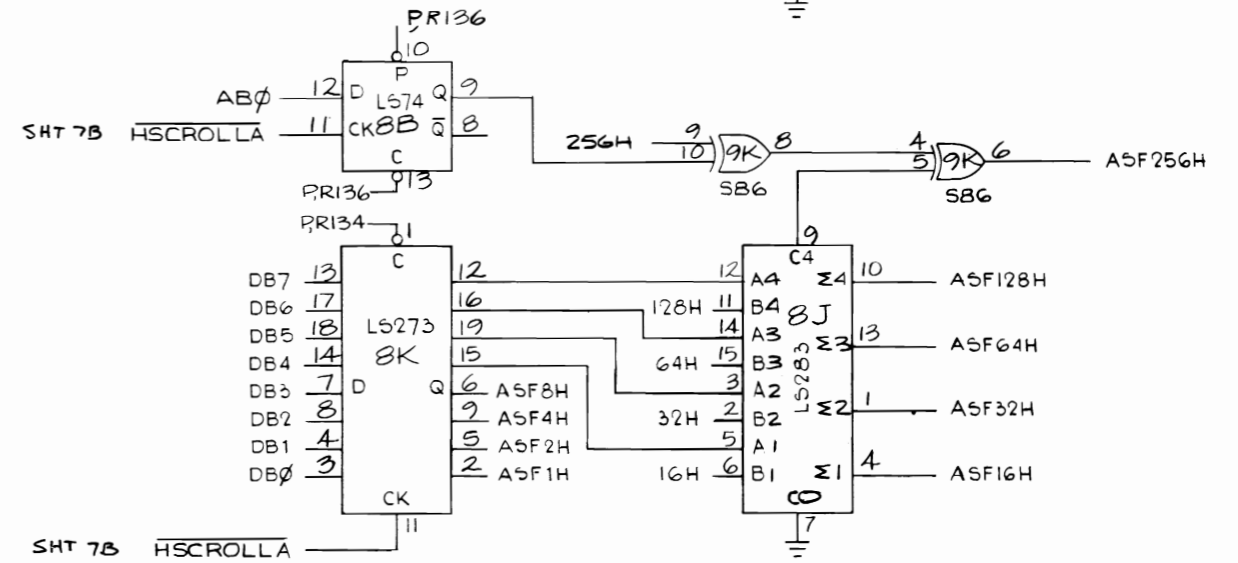 P,R136
10
P
ABØ 12 D Q 9
LS74
SHT 7B HSCROLLA 11 CK 8B Q 8
C
P,R136 13
256H 9 10 9K 8
SB6
4 5 9K 6 ASF256H
SB6
P,R134 1
C
DB7 13 12
DB6 17 16
DB5 18 19
LS273
DB4 14 15
8K
DB3 7 D Q 6 ASF8H
DB2 8 9 ASF4H
DB1 4 5 ASF2H
DBØ 3 2 ASF1H
CK
11
SHT 7B HSCROLLA
9
C4
12 A4 Σ4 10 ASF128H
128H 11 B4
8J
LS283
14 A3 Σ3 13 ASF64H
64H 15 B3
3 A2 Σ2 1 ASF32H
32H 2 B2
5 A1
16H 6 B1 Σ1 4 ASF16H
CO
7